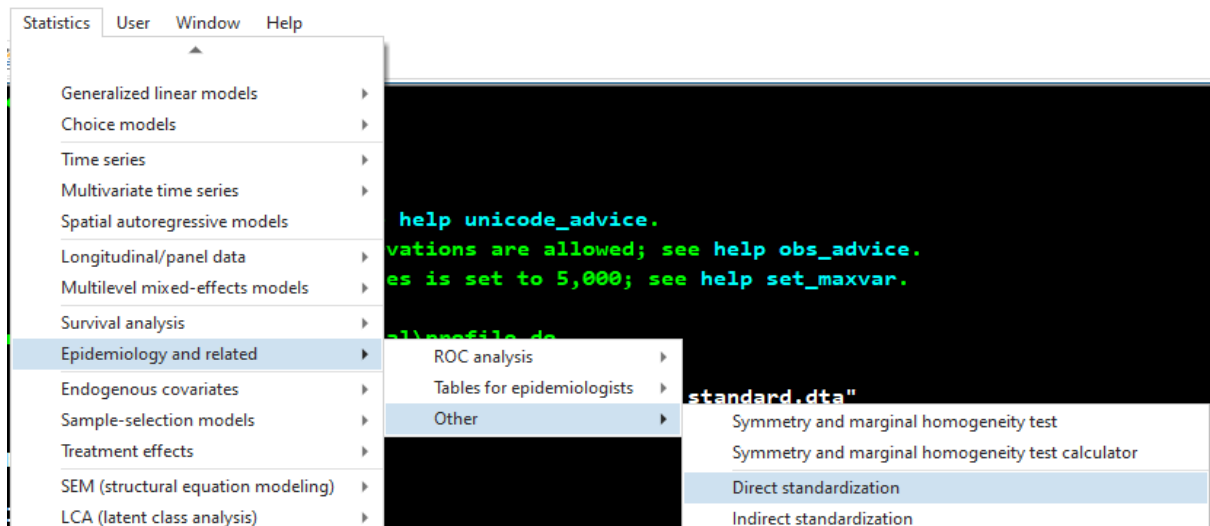 Statistics User Window Help
Generalized linear models
Choice models
Time series
Multivariate time series
Spatial autoregressive models
Longitudinal/panel data
Multilevel mixed-effects models
Survival analysis
Epidemiology and related
Endogenous covariates
Sample-selection models
Treatment effects
SEM (structural equation modeling)
LCA (latent class analysis)
help unicode_advice.
vations are allowed; see help obs_advice.
es is set to 5,000; see help set_maxvar.
al\profile.do
standard.dta"
ROC analysis
Tables for epidemiologists
Other
Symmetry and marginal homogeneity test
Symmetry and marginal homogeneity test calculator
Direct standardization
Indirect standardization